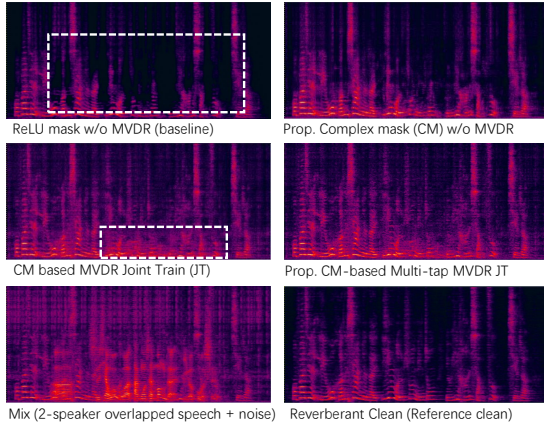 ReLU mask w/o MVDR (baseline)
Prop. Complex mask (CM) w/o MVDR
CM based MVDR Joint Train (JT)
Prop. CM-based Multi-tap MVDR JT
Mix (2-speaker overlapped speech + noise)
Reverberant Clean (Reference clean)